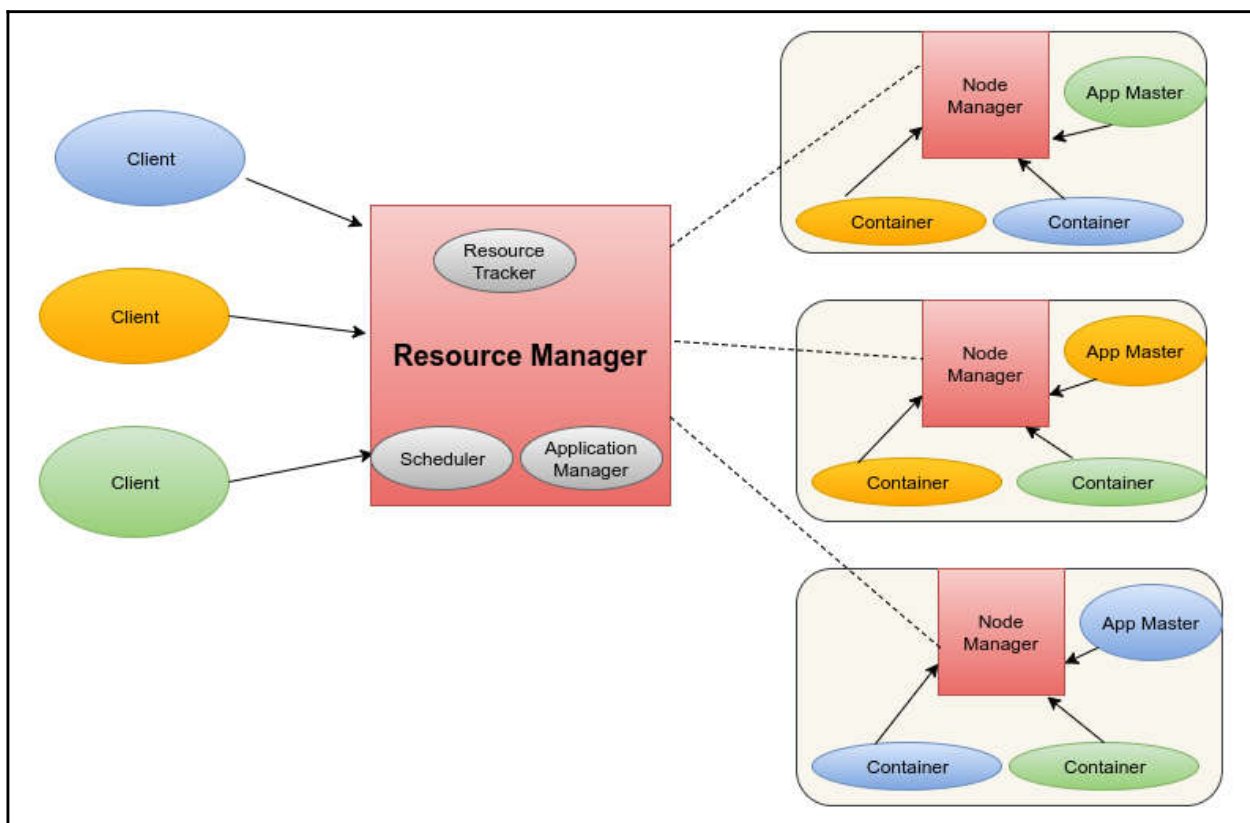 Client
Client
Client
Resource
Tracker
Resource Manager
Scheduler
Application
Manager
Node
Manager
App Master
Container
Container
Node
Manager
App Master
Container
Container
Node
Manager
App Master
Container
Container